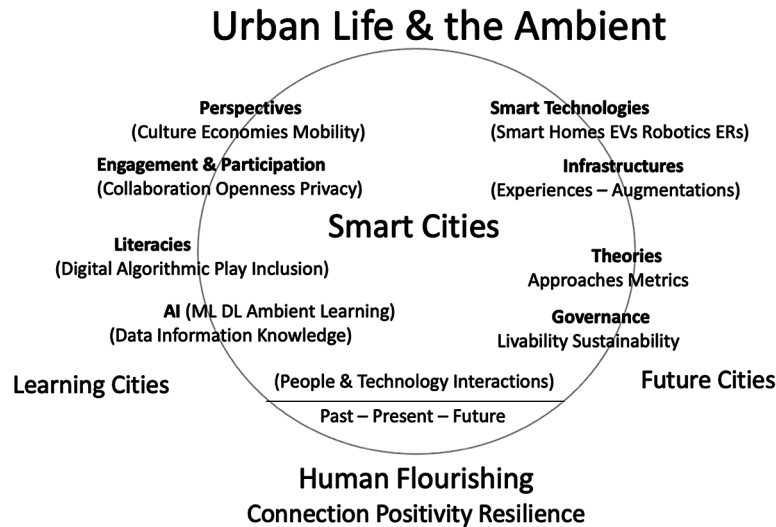 Urban Life & the Ambient
Perspectives
(Culture Economies Mobility)
Smart Technologies
(Smart Homes EVs Robotics ERs)
Engagement & Participation
(Collaboration Openness Privacy)
Infrastructures
(Experiences – Augmentations)
Smart Cities
Literacies
(Digital Algorithmic Play Inclusion)
Theories
Approaches Metrics
AI (ML DL Ambient Learning)
(Data Information Knowledge)
Governance
Livability Sustainability
Learning Cities
(People & Technology Interactions)
Future Cities
Past – Present – Future
Human Flourishing
Connection Positivity Resilience